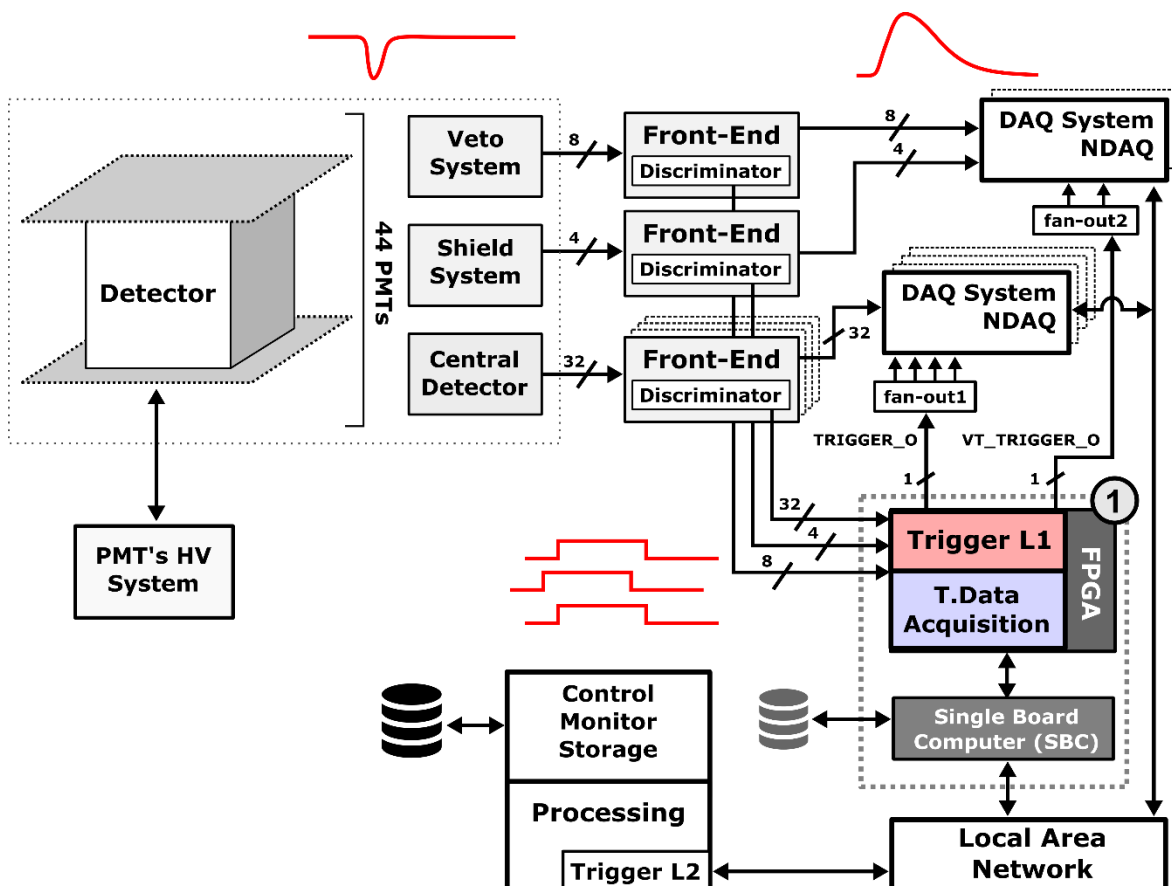 Veto
System
8
Front-End
Discriminator
8
4
DAQ System
NDAQ
fan-out2
44 PMTs
Detector
Shield
System
4
Front-End
Discriminator
DAQ System
NDAQ
Central
Detector
32
Front-End
Discriminator
32
fan-out1
TRIGGER_O
VT_TRIGGER_O
1
1
1
32
4
8
Trigger L1
T.Data
Acquisition
FPGA
PMT's HV
System
Control
Monitor
Storage
Single Board
Computer (SBC)
Processing
Trigger L2
Local Area
Network